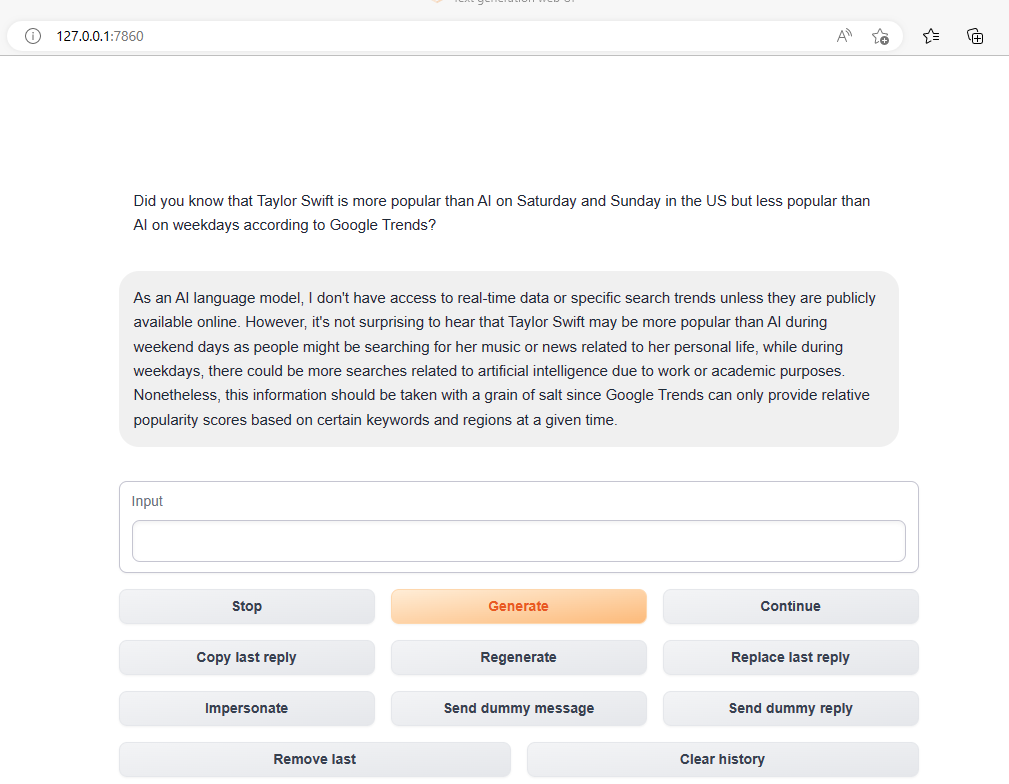 Text generation web UI
127.0.0.1:7860
Did you know that Taylor Swift is more popular than AI on Saturday and Sunday in the US but less popular than
AI on weekdays according to Google Trends?
As an AI language model, I don't have access to real-time data or specific search trends unless they are publicly
available online. However, it's not surprising to hear that Taylor Swift may be more popular than AI during
weekend days as people might be searching for her music or news related to her personal life, while during
weekdays, there could be more searches related to artificial intelligence due to work or academic purposes.
Nonetheless, this information should be taken with a grain of salt since Google Trends can only provide relative
popularity scores based on certain keywords and regions at a given time.
Input
Stop
Generate
Continue
Copy last reply
Regenerate
Replace last reply
Impersonate
Send dummy message
Send dummy reply
Remove last
Clear history